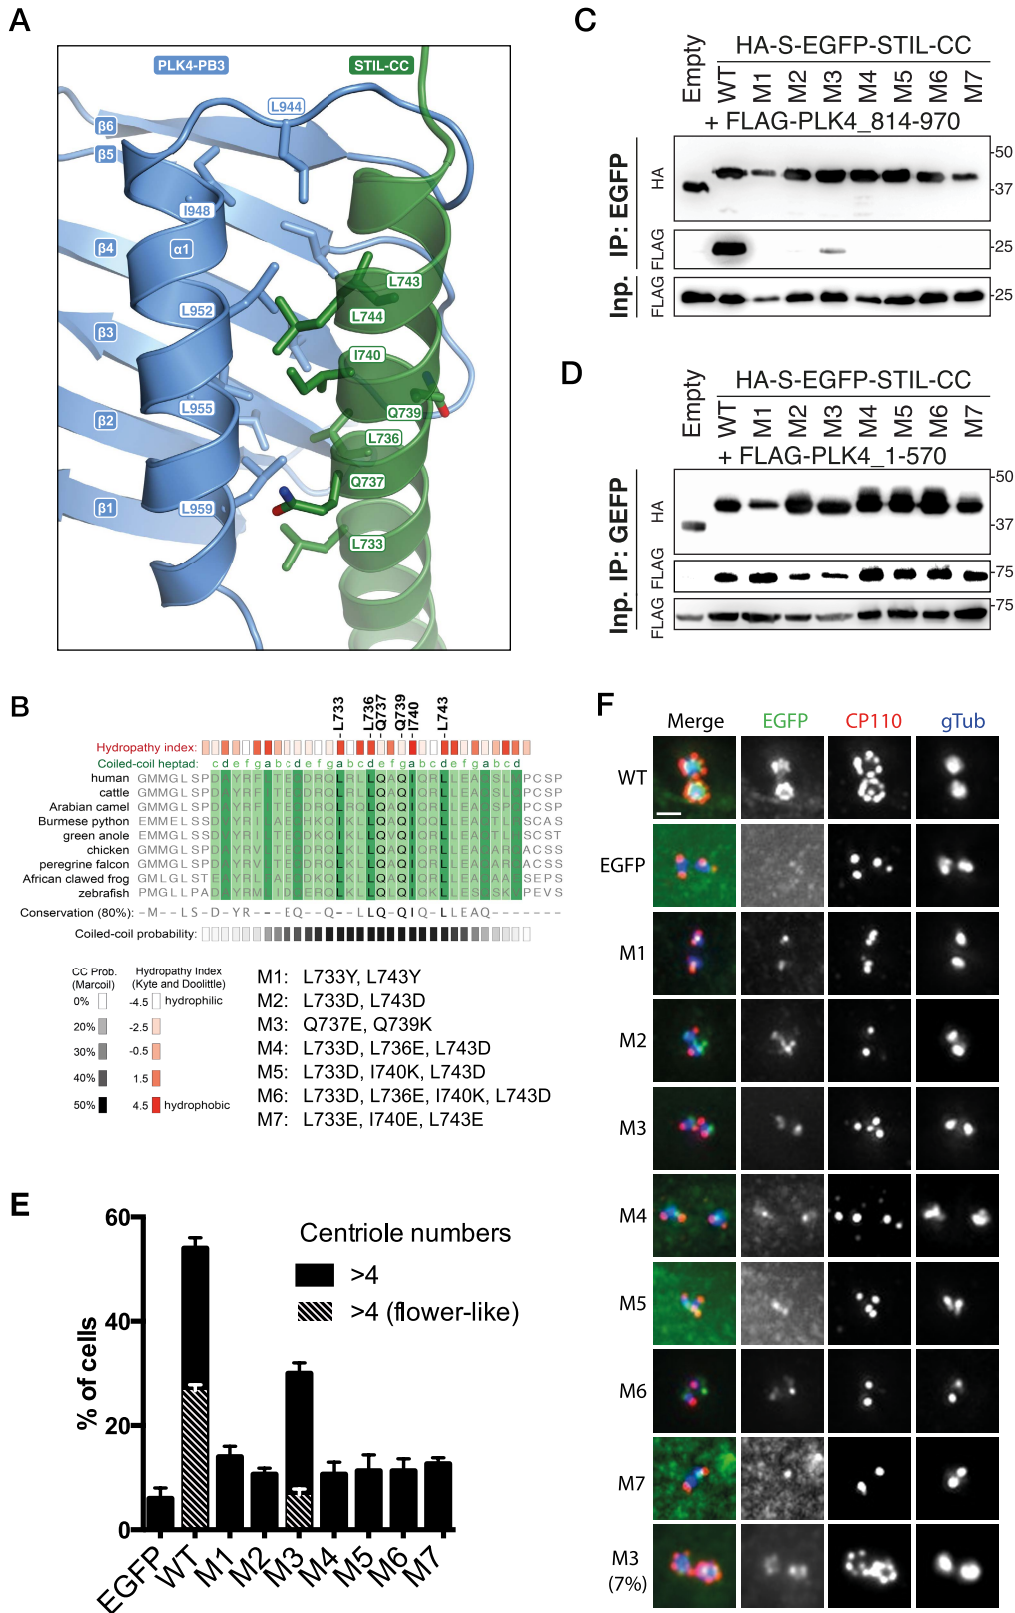 A
PLK4-PB3
STIL-CC
L944
β6
β5
I948
β4
α1
L743
L952
L744
β3
I740
Q739
L955
L736
β2
Q737
β1
L959
L733
B
L733
L736
Q737
Q739
I740
L743
Hydropathy index:
Coiled-coil heptad:
human
cattle
Arabian camel
Burmese python
green anole
chicken
peregrine falcon
African clawed frog
zebrafish
Conservation (80%):
Coiled-coil probability:
CC Prob.
(Marcoil)
0%
20%
30%
40%
50%
Hydropathy Index
(Kyte and Doolittle)
-4.5 hydrophilic
-2.5
-0.5
1.5
4.5 hydrophobic
M1: L733Y, L743Y
M2: L733D, L743D
M3: Q737E, Q739K
M4: L733D, L736E, L743D
M5: L733D, I740K, L743D
M6: L733D, L736E, I740K, L743D
M7: L733E, I740E, L743E
C
HA-S-EGFP-STIL-CC
Empty
WT
M1
M2
M3
M4
M5
M6
M7
+ FLAG-PLK4_814-970
IP: EGFP
HA
-50
-37
FLAG
-25
Inp.
FLAG
-25
D
HA-S-EGFP-STIL-CC
Empty
WT
M1
M2
M3
M4
M5
M6
M7
+ FLAG-PLK4_1-570
IP: GEFP
HA
-50
-37
FLAG
-75
Inp.
FLAG
-75
E
% of cells
60
40
20
0
Centriole numbers
>4
>4 (flower-like)
EGFP
WT
M1
M2
M3
M4
M5
M6
M7
F
Merge EGFP CP110 gTub
WT
EGFP
M1
M2
M3
M4
M5
M6
M7
M3
(7%)